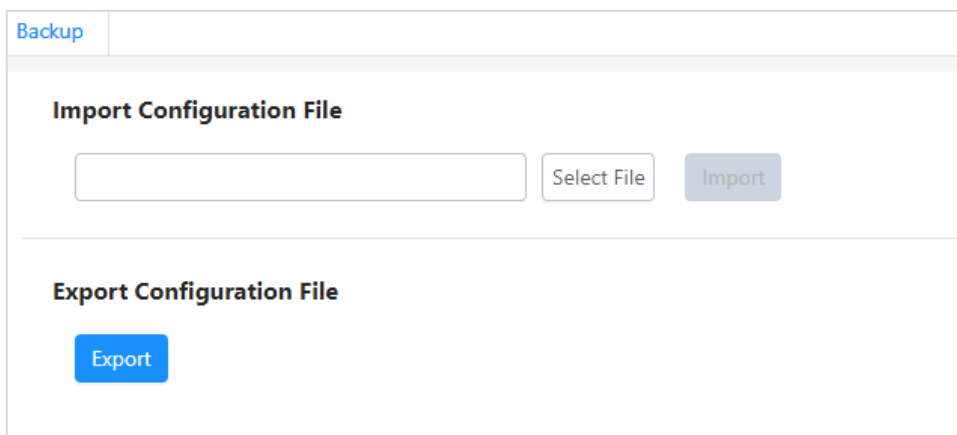 Backup
Import Configuration File
Select File Import
Export Configuration File
Export